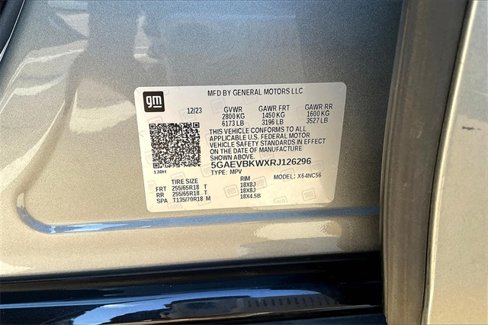 gm
MFD BY GENERAL MOTORS LLC
12/23 GVWR GAWR FRT GAWR RR
2800 KG 1450 KG 1600 KG
6173 LB 3196 LB 3527 LB
THIS VEHICLE CONFORMS TO ALL
APPLICABLE U.S. FEDERAL MOTOR
VEHICLE SAFETY STANDARDS IN EFFECT
ON THE DATE OF MANUFACTURE
SHOWN ABOVE
5GAEVBKWXRJ126296
TYPE: MPV MODEL: X64NC56
TIRE SIZE RIM
FRT 255/65R18 T 18X8J
RR 255/65R18 T 18X8J
SPA T135/70R18 M 18X4.5B